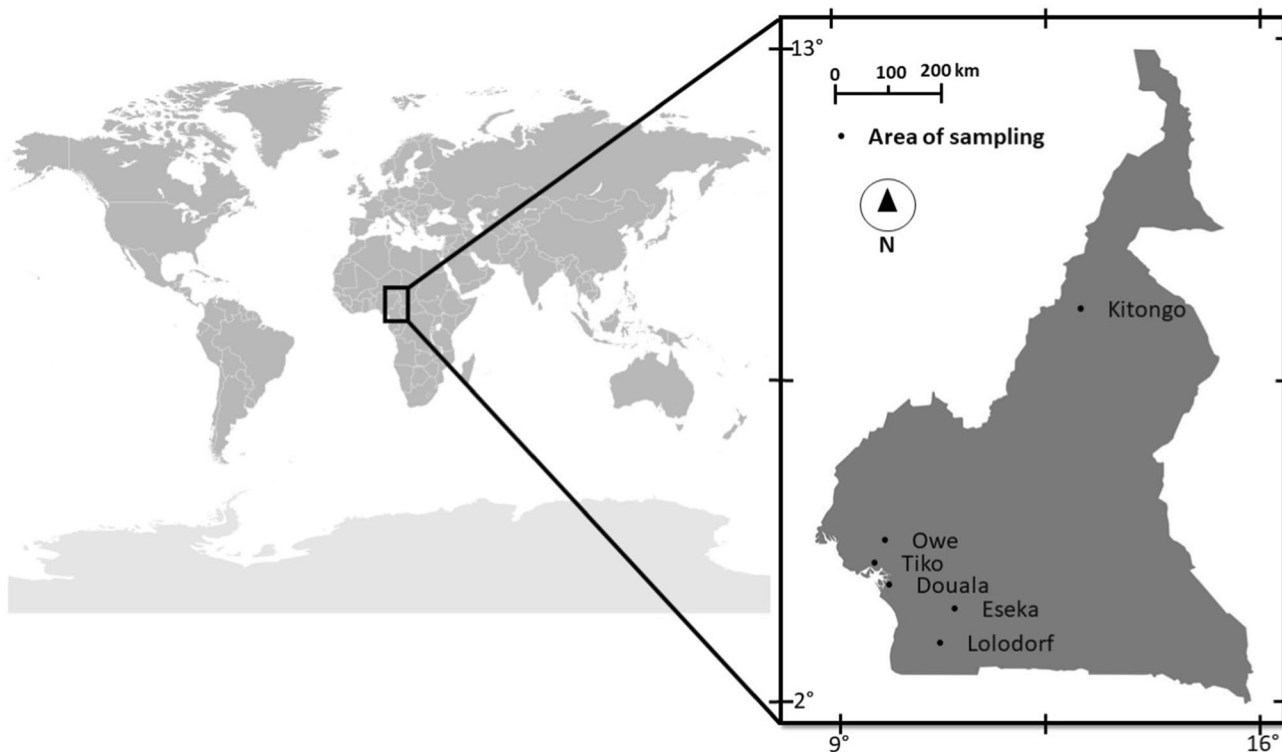 13°
0 100 200 km
Area of sampling
N
Kitongo
Owe
Tiko
Douala
Eseka
Lolodorf
2°
9° 16°